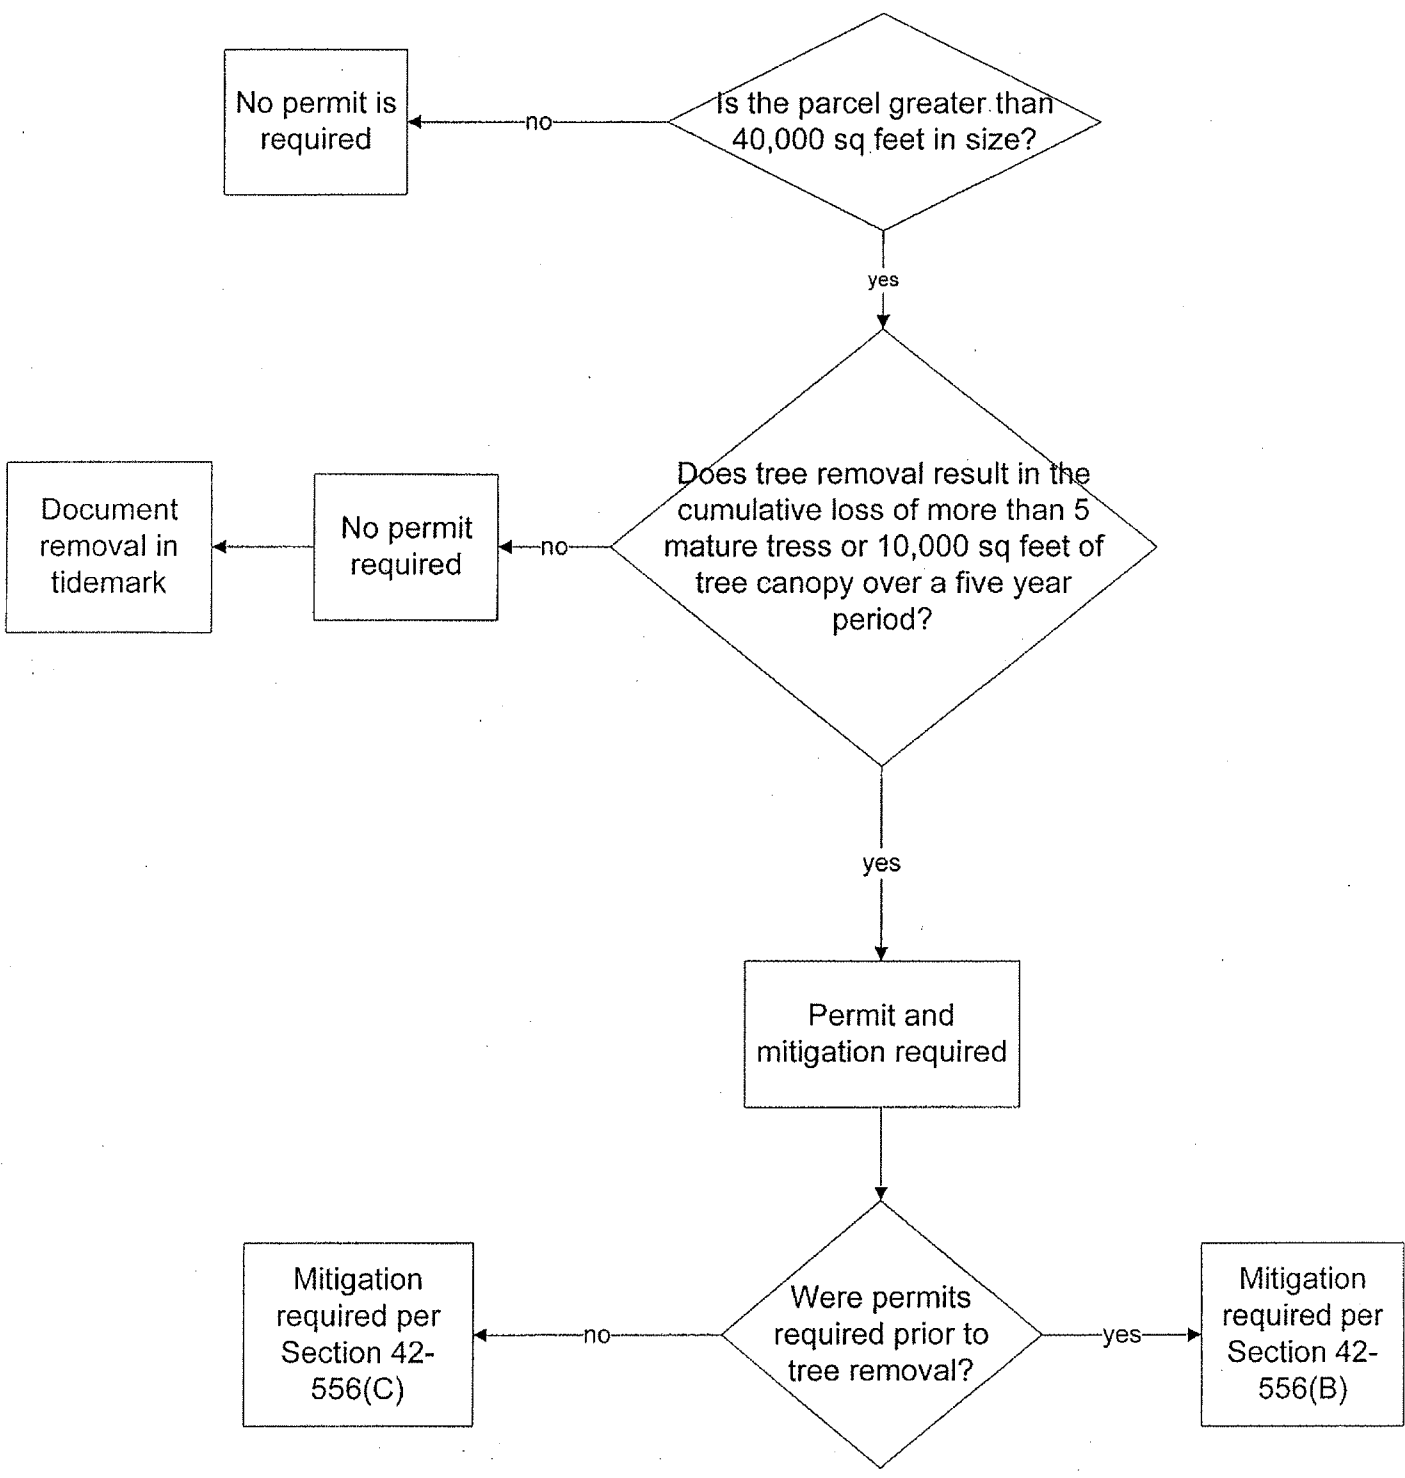 No permit is
required
no
Is the parcel greater than
40,000 sq feet in size?
yes
Document
removal in
tidemark
No permit
required
no
Does tree removal result in the
cumulative loss of more than 5
mature tress or 10,000 sq feet of
tree canopy over a five year
period?
yes
Permit and
mitigation required
Mitigation
required per
Section 42-
556(C)
no
Were permits
required prior to
tree removal?
yes
Mitigation
required per
Section 42-
556(B)